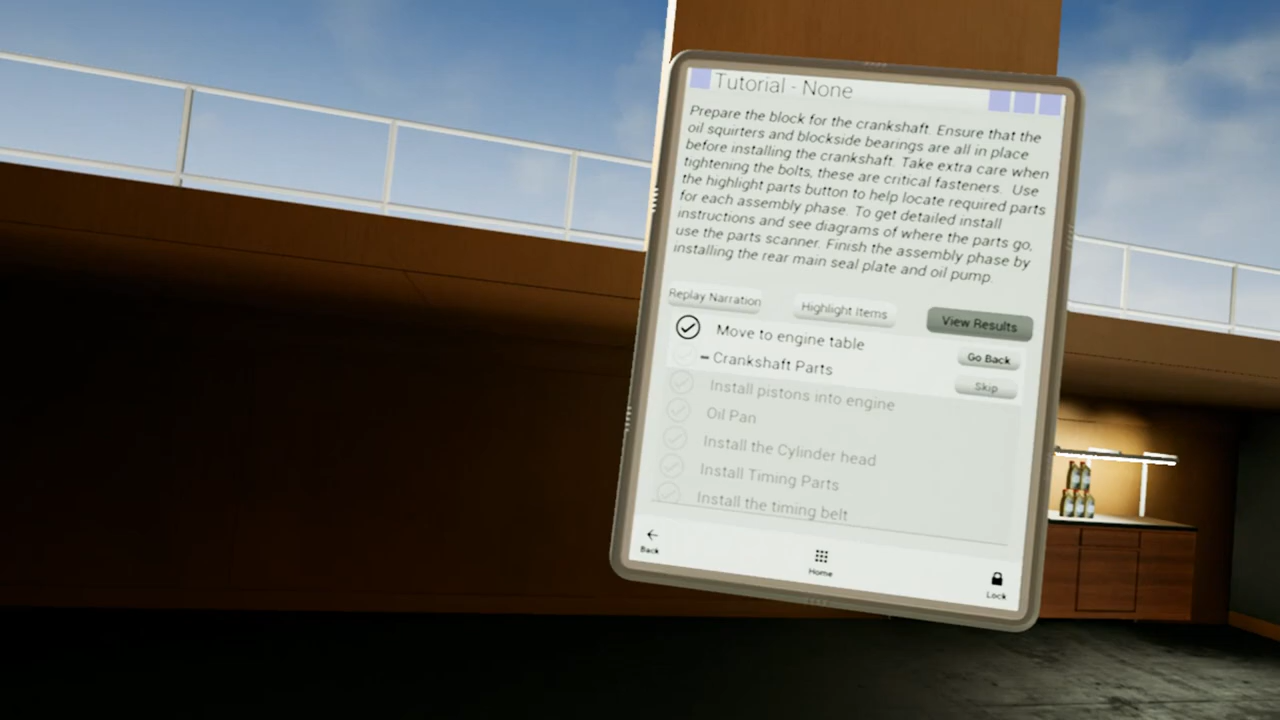 Tutorial - None
Prepare the block for the crankshaft. Ensure that the
oil squirters and blockside bearings are all in place
before installing the crankshaft. Take extra care when
tightening the bolts, these are critical fasteners. Use
the highlight parts button to help locate required parts
for each assembly phase. To get detailed install
instructions and see diagrams of where the parts go,
use the parts scanner. Finish the assembly phase by
installing the rear main seal plate and oil pump.
Replay Narration
Highlight Items
View Results
Move to engine table
Go Back
– Crankshaft Parts
Skip
Install pistons into engine
Oil Pan
Install the Cylinder head
Install Timing Parts
Install the timing belt
Back
Home
Lock